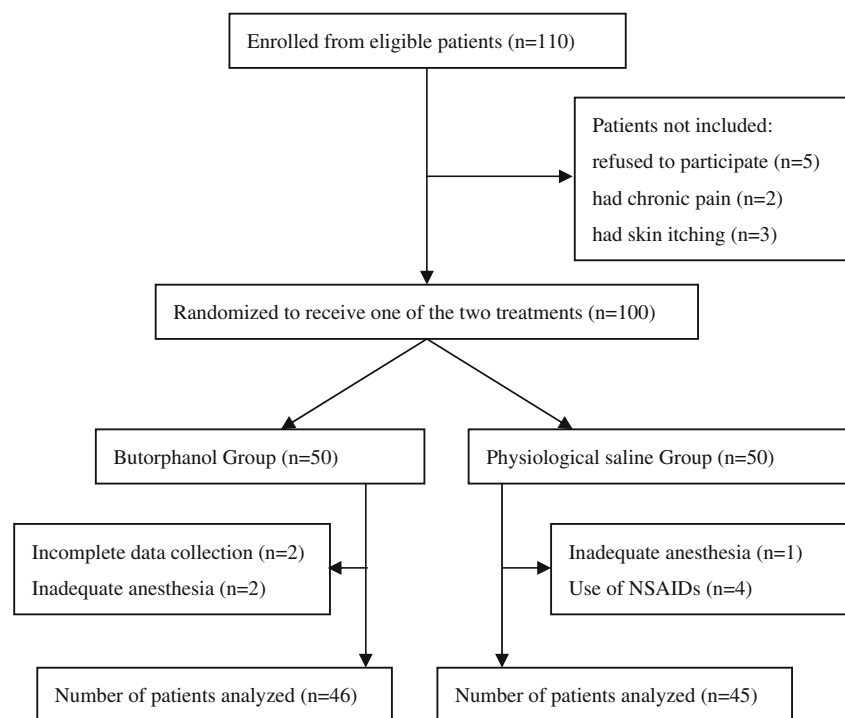 Enrolled from eligible patients (n=110)
Patients not included:
refused to participate (n=5)
had chronic pain (n=2)
had skin itching (n=3)
Randomized to receive one of the two treatments (n=100)
Butorphanol Group (n=50)
Physiological saline Group (n=50)
Incomplete data collection (n=2)
Inadequate anesthesia (n=2)
Inadequate anesthesia (n=1)
Use of NSAIDs (n=4)
Number of patients analyzed (n=46)
Number of patients analyzed (n=45)